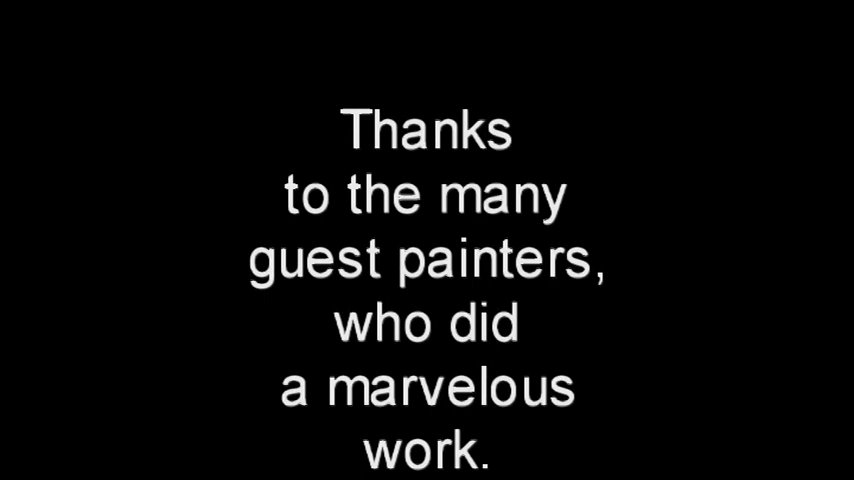 Thanks
to the many
guest painters,
who did
a marvelous
work.